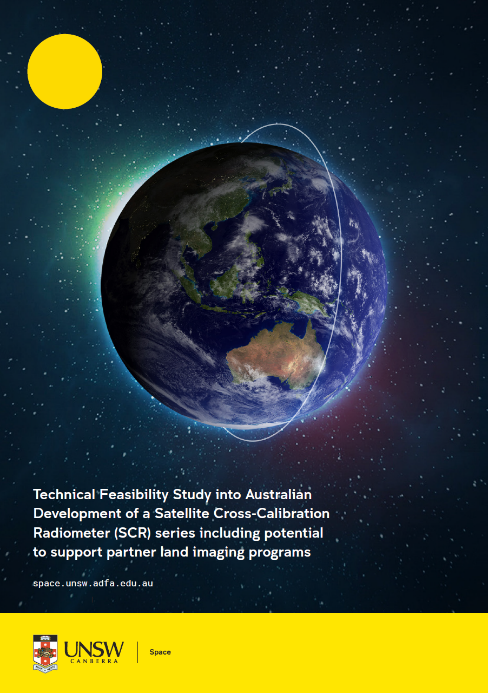 Technical Feasibility Study into Australian
Development of a Satellite Cross-Calibration
Radiometer (SCR) series including potential
to support partner land imaging programs
space.unsw.adfa.edu.au
UNSW
CANBERRA
Space